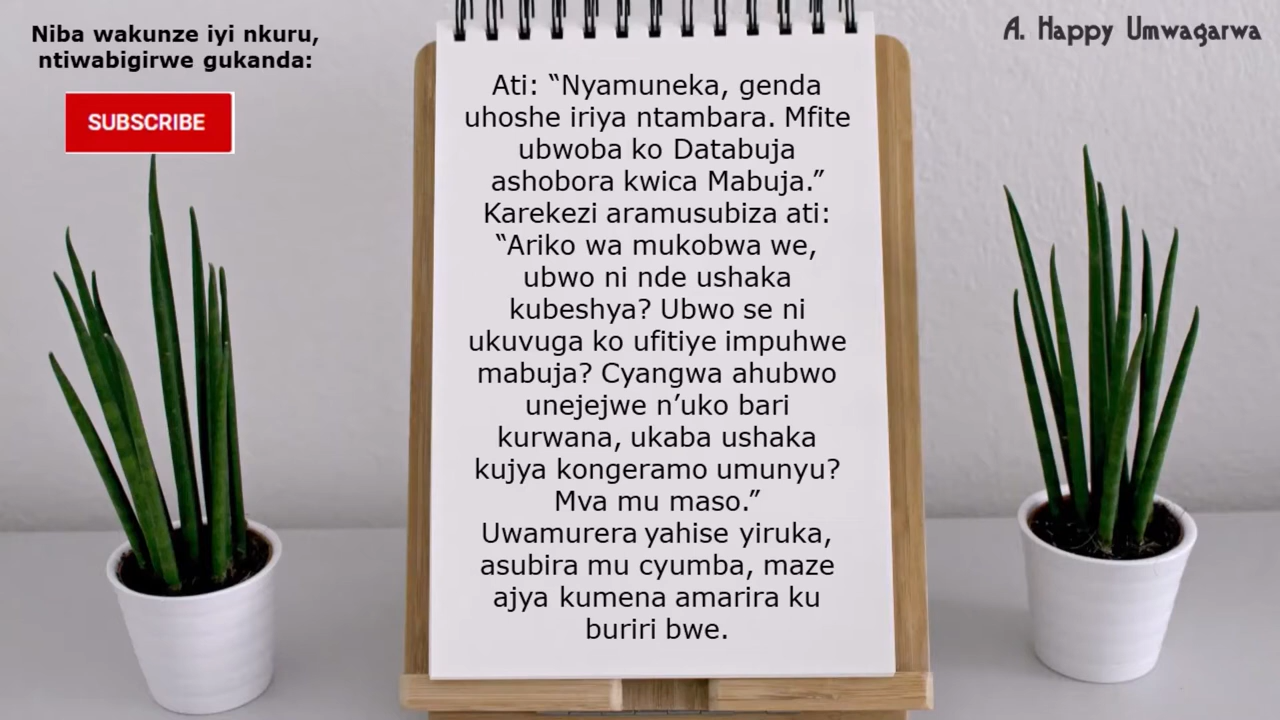 Niba wakunze iyi nkuru,
ntiwabigirwe gukanda:
SUBSCRIBE
A. Happy Umwagarwa
Ati: “Nyamuneka, genda
uhoshe iriya ntambara. Mfite
ubwoba ko Databuja
ashobora kwica Mabuja.”
Karekezi aramusubiza ati:
“Ariko wa mukobwa we,
ubwo ni nde ushaka
kubeshya? Ubwo se ni
ukuvuga ko ufitiye impuhwe
mabuja? Cyangwa ahubwo
unejejwe n’uko bari
kurwana, ukaba ushaka
kujya kongeramo umunyu?
Mva mu maso.”
Uwamurera yahise yiruka,
asubira mu cyumba, maze
ajya kumena amarira ku
buriri bwe.